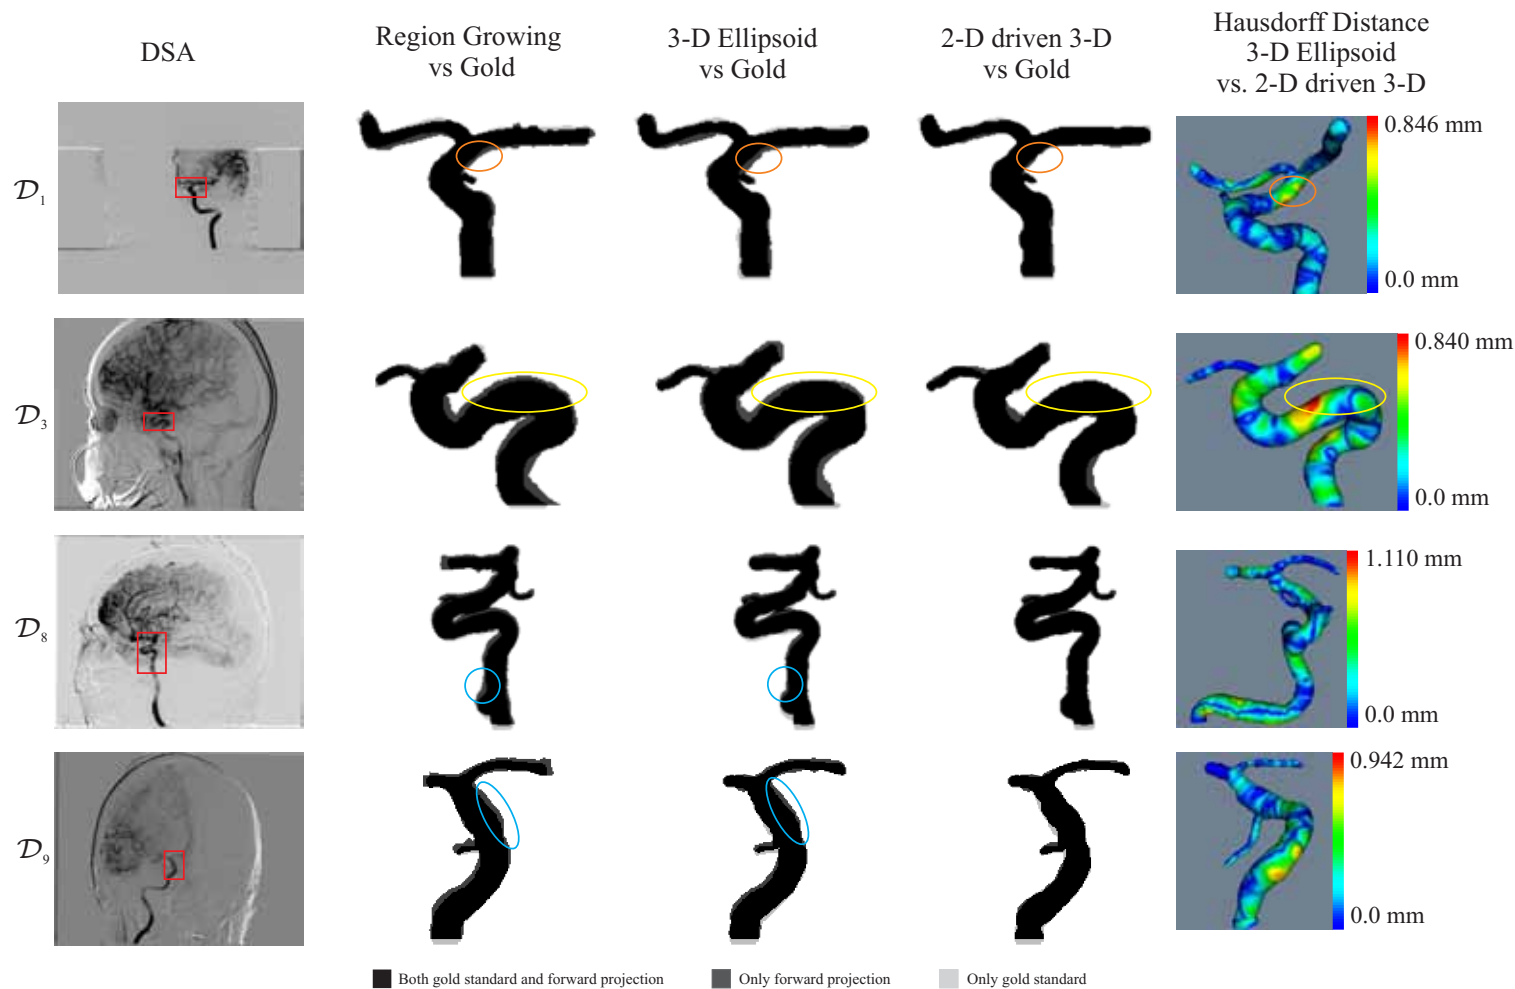 DSA
Region Growing
vs Gold
3-D Ellipsoid
vs Gold
2-D driven 3-D
vs Gold
Hausdorff Distance
3-D Ellipsoid
vs. 2-D driven 3-D
𝒟₁
0.846 mm
0.0 mm
𝒟₃
0.840 mm
0.0 mm
𝒟₈
1.110 mm
0.0 mm
𝒟₉
0.942 mm
0.0 mm
Both gold standard and forward projection
Only forward projection
Only gold standard